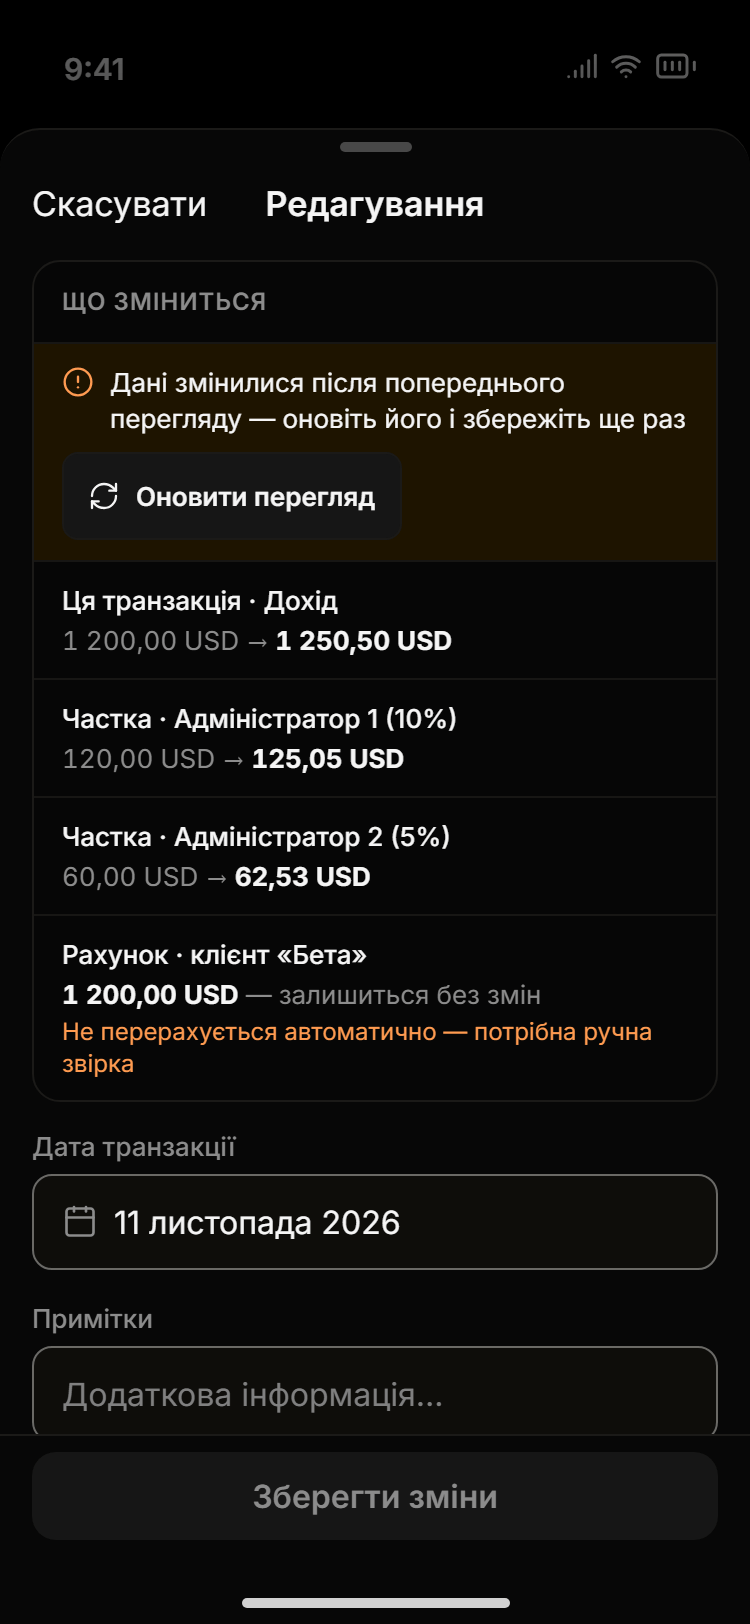 9:41
Скасувати Редагування
ЩО ЗМІНИТЬСЯ
Дані змінилися після попереднього
перегляду — оновіть його і збережіть ще раз
Оновити перегляд
Ця транзакція · Дохід
1 200,00 USD → 1 250,50 USD
Частка · Адміністратор 1 (10%)
120,00 USD → 125,05 USD
Частка · Адміністратор 2 (5%)
60,00 USD → 62,53 USD
Рахунок · клієнт «Бета»
1 200,00 USD — залишиться без змін
Не перерахується автоматично — потрібна ручна
звірка
Дата транзакції
11 листопада 2026
Примітки
Додаткова інформація...
Зберегти зміни